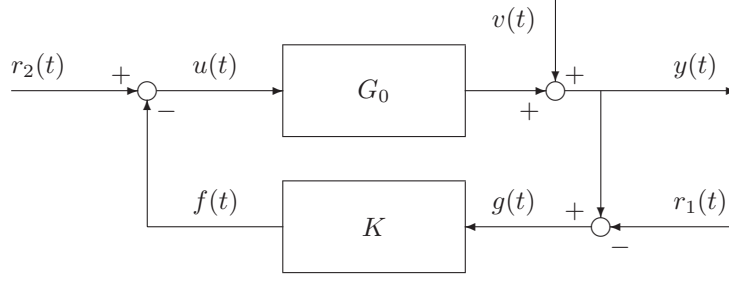 v(t)
r₂(t)
+
u(t)
G₀
+
y(t)
−
+
f(t)
K
g(t)
+
r₁(t)
−